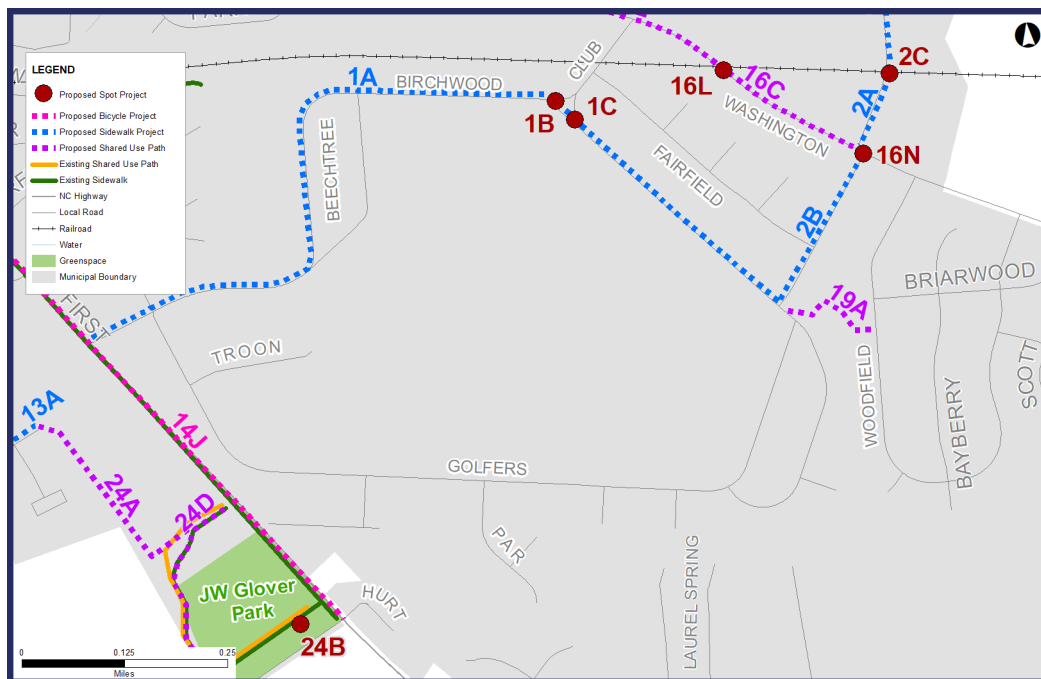 LEGEND
Proposed Spot Project
Proposed Bicycle Project
Proposed Sidewalk Project
Proposed Shared Use Path
Existing Shared Use Path
Existing Sidewalk
NC Highway
Local Road
Railroad
Water
Greenspace
Municipal Boundary
1A
BIRCHWOOD
CLUB
1B
1C
16L
16C
2C
2A
WASHINGTON
16N
BEECHTREE
FAIRFIELD
2B
BRIARWOOD
19A
FIRST
TROON
WOODFIELD
BAYBERRY
SCOTT
13A
14J
GOLFERS
24A
24D
PAR
LAUREL SPRING
JW Glover
Park
HURT
24B
0 0.125 0.25
Miles